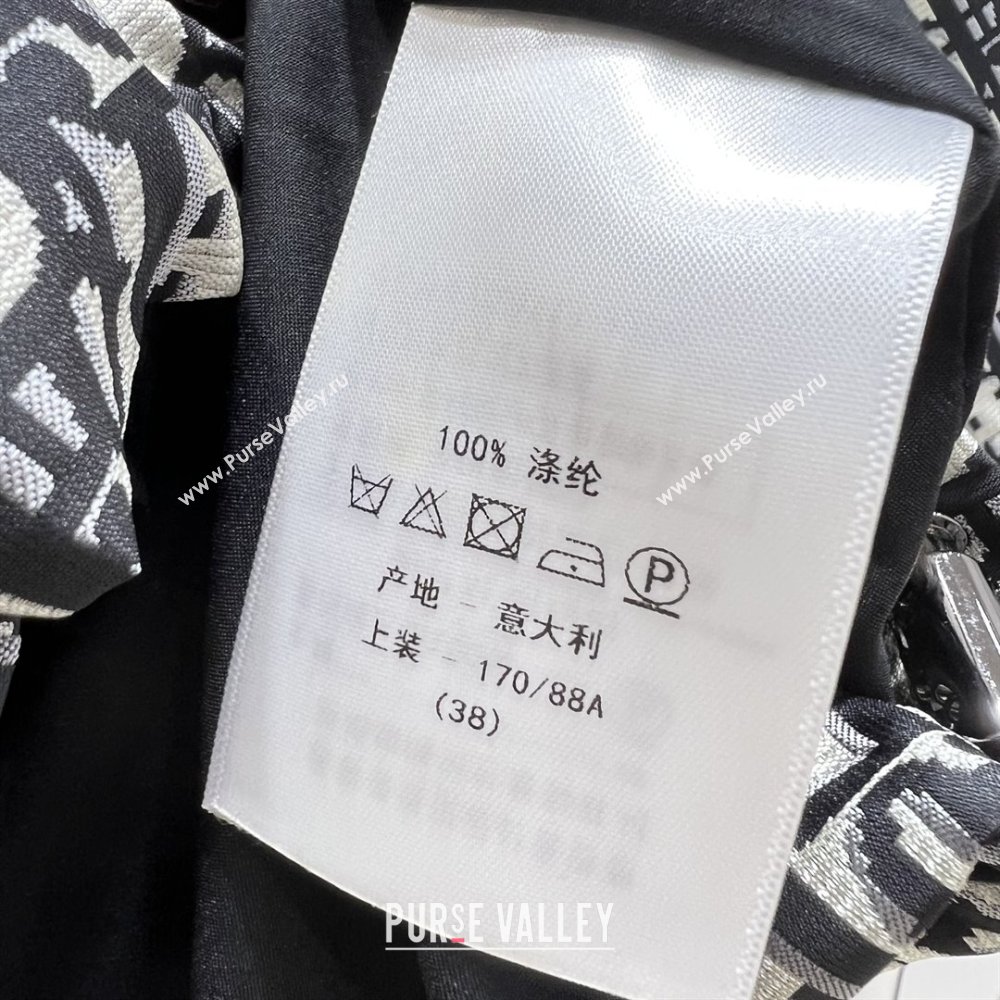 100% 涤纶
P
产地 - 意大利
上装 - 170/88A
(38)
www.PurseValley.ru
www.PurseValley.ru
PURSE VALLEY